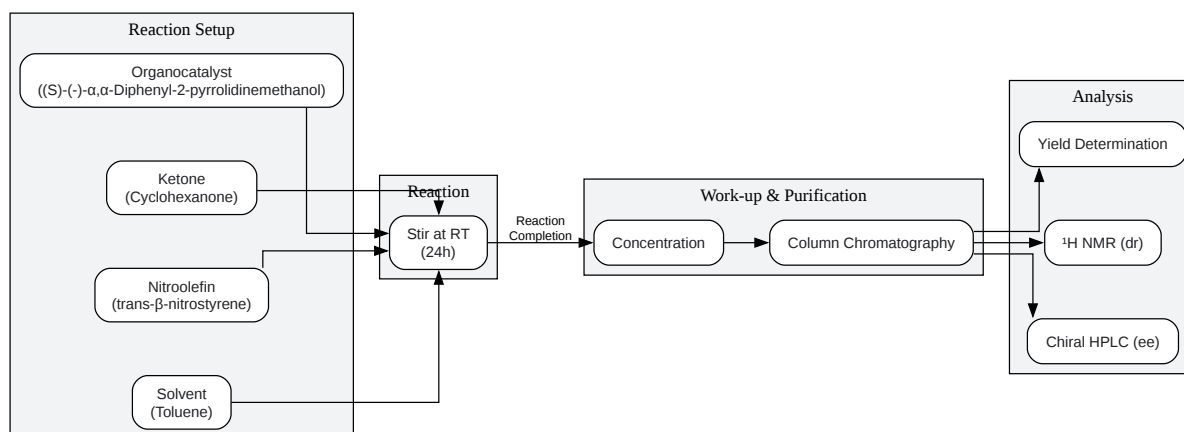 Reaction Setup
Organocatalyst
((S)-(-)-α,α-Diphenyl-2-pyrrolidinemethanol)
Ketone
(Cyclohexanone)
Nitroolefin
(trans-β-nitrostyrene)
Solvent
(Toluene)
Reaction
Stir at RT
(24h)
Reaction
Completion
Work-up & Purification
Concentration
Column Chromatography
Analysis
Yield Determination
¹H NMR (dr)
Chiral HPLC (ee)